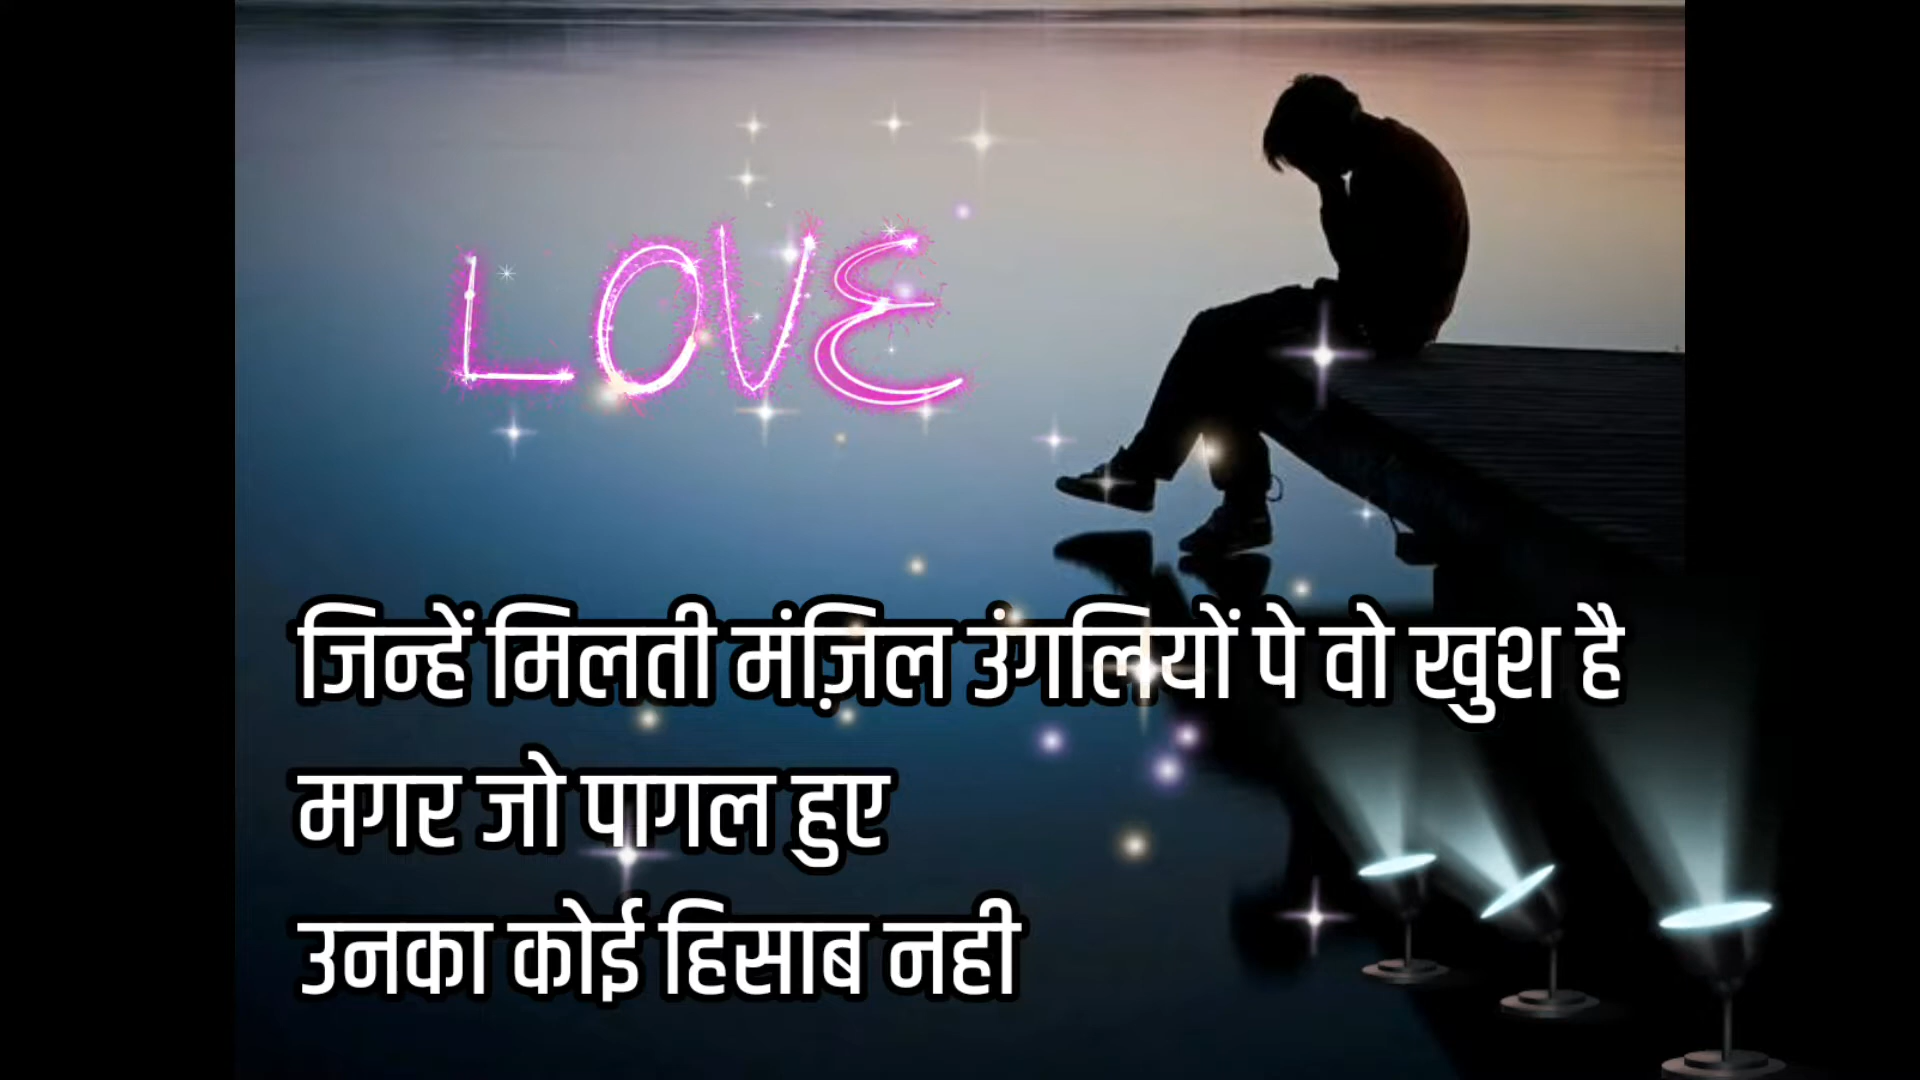 LOVE
जिन्हें मिलती मंज़िल उंगलियों पे वो खुश है
मगर जो पागल हुए
उनका कोई हिसाब नही